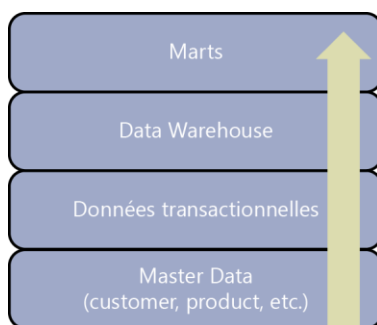 Marts
Data Warehouse
Données transactionnelles
Master Data
(customer, product, etc.)